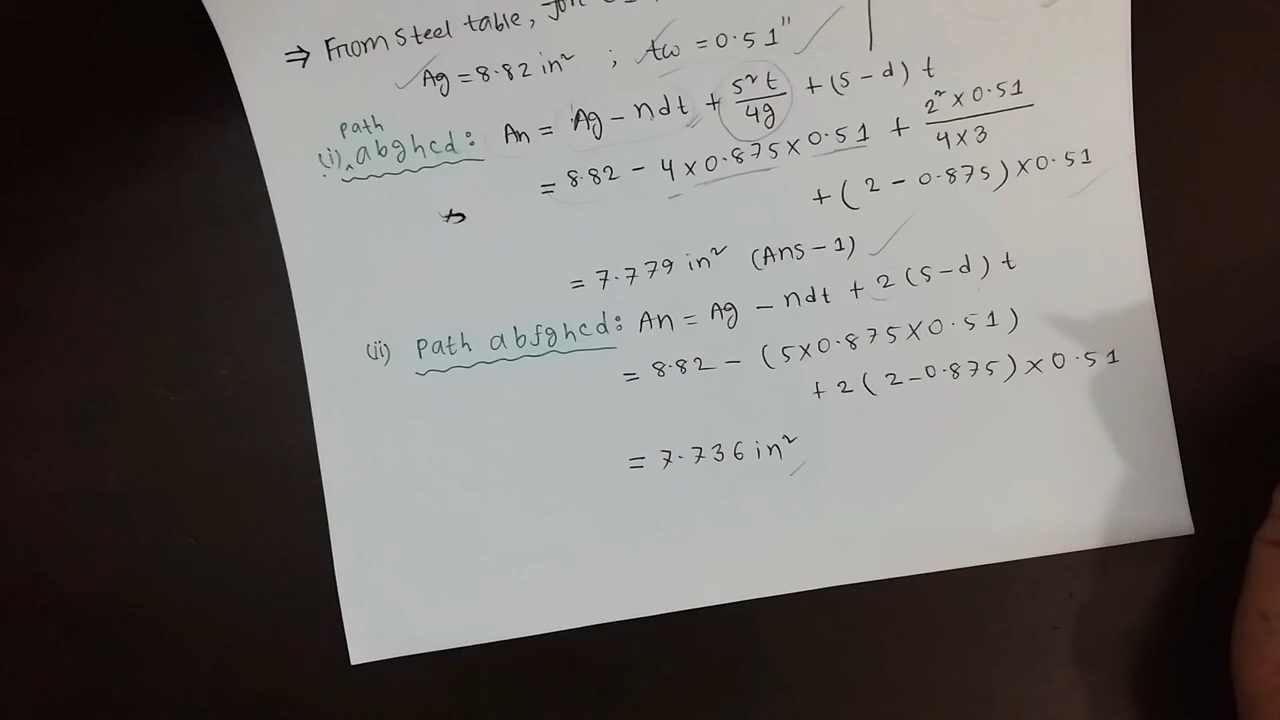 ⇒ From steel table, for
Ag = 8.82 in² ; tw = 0.51"
path
(i) abghcd: An = Ag - ndt + s²t/4g + (s-d) t
= 8.82 - 4 x 0.875 x 0.51 + 2² x 0.51/4 x 3
+ (2 - 0.875) x 0.51
= 7.779 in² (Ans-1)
(ii) path abfghcd: An = Ag - ndt + 2 (s-d) t
= 8.82 - (5 x 0.875 x 0.51)
+ 2 (2 - 0.875) x 0.51
= 7.736 in²